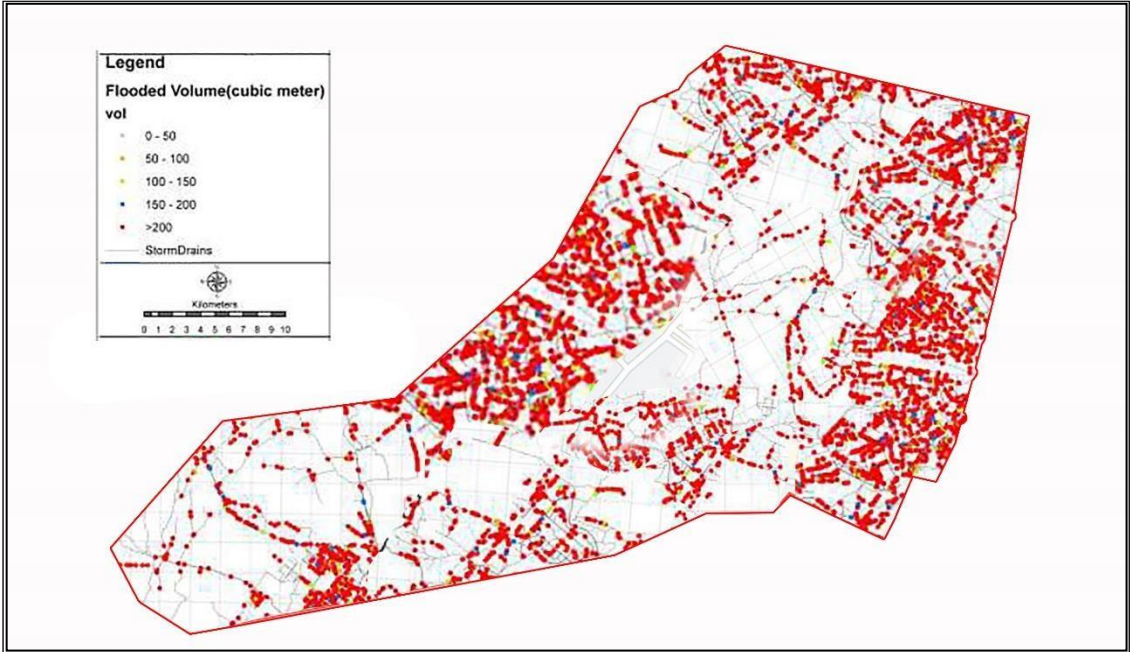 Legend
Flooded Volume(cubic meter)
vol
0 - 50
50 - 100
100 - 150
150 - 200
>200
StormDrains
Kilometers
0 1 2 3 4 5 6 7 8 9 10